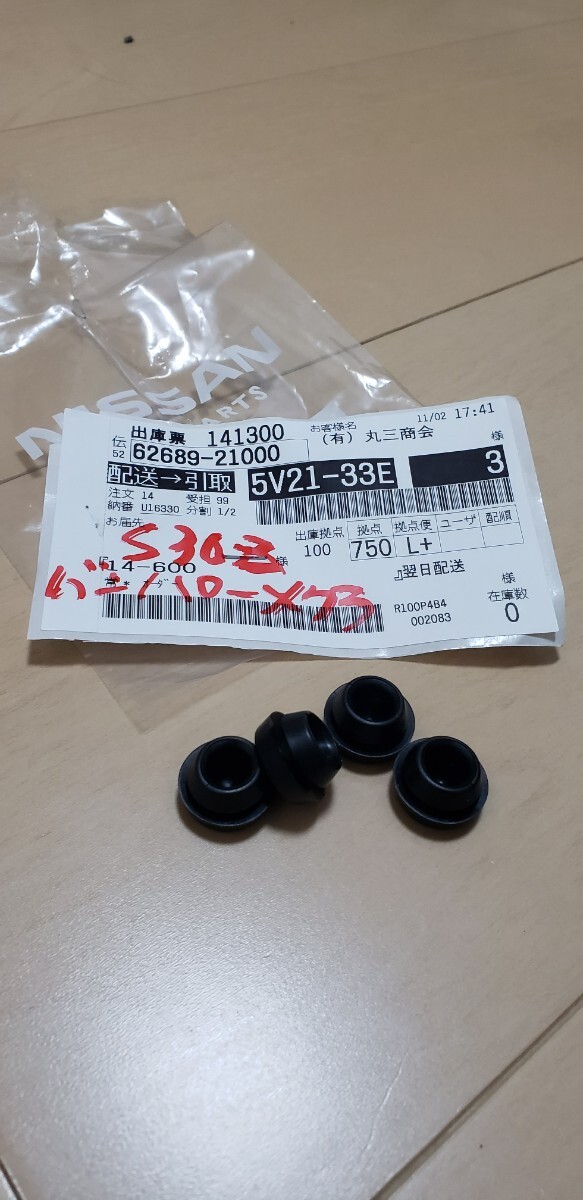 NISSAN
PARTS
出庫票 141300
お客様名
(有) 丸三商会
11/02 17:41
伝
52
62689-21000
様
配送→引取
5V21-33E
3
注文 14 受担 99
納番 U16330 分割 1/2
お届先
出庫拠点 拠点 拠点便 ユーザ 配順
100 750 L+
S30Z
14-600 様
』翌日配送
様
R100P4B4
在庫数
002083
0